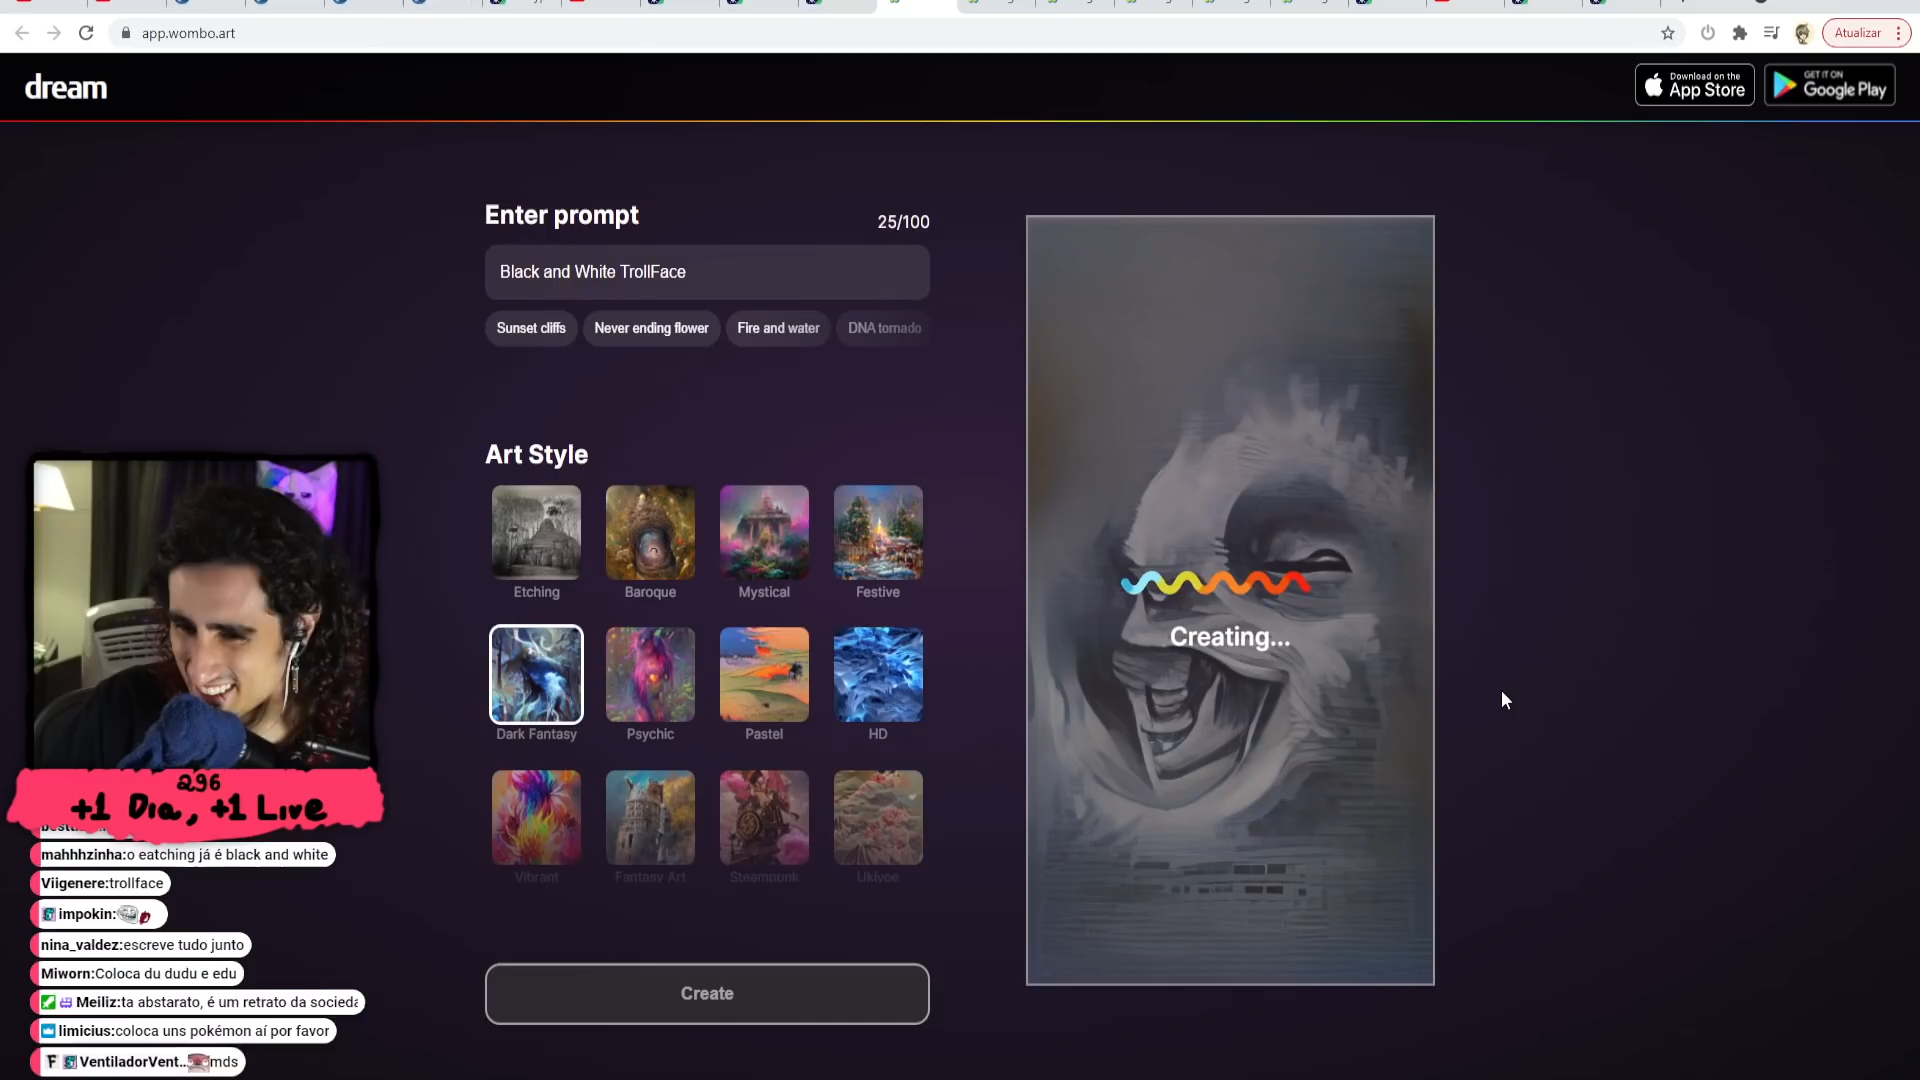 app.wombo.art
Atualizar
dream
Download on the
App Store
GET IT ON
Google Play
Enter prompt
25/100
Black and White TrollFace
Sunset cliffs
Never ending flower
Fire and water
DNA tornado
Art Style
Etching
Baroque
Mystical
Festive
Dark Fantasy
Psychic
Pastel
HD
Vibrant
Fantasy Art
Steampunk
Ukiyoe
Create
Creating...
296
+1 Dia, +1 Live
mahhhzinha:o eatching já é black and white
Viigenere:trollface
impokin:
nina_valdez:escreve tudo junto
Miworn:Coloca du dudu e edu
Meiliz:ta abstarato, é um retrato da socieda
limicius:coloca uns pokémon aí por favor
VentiladorVent...mds